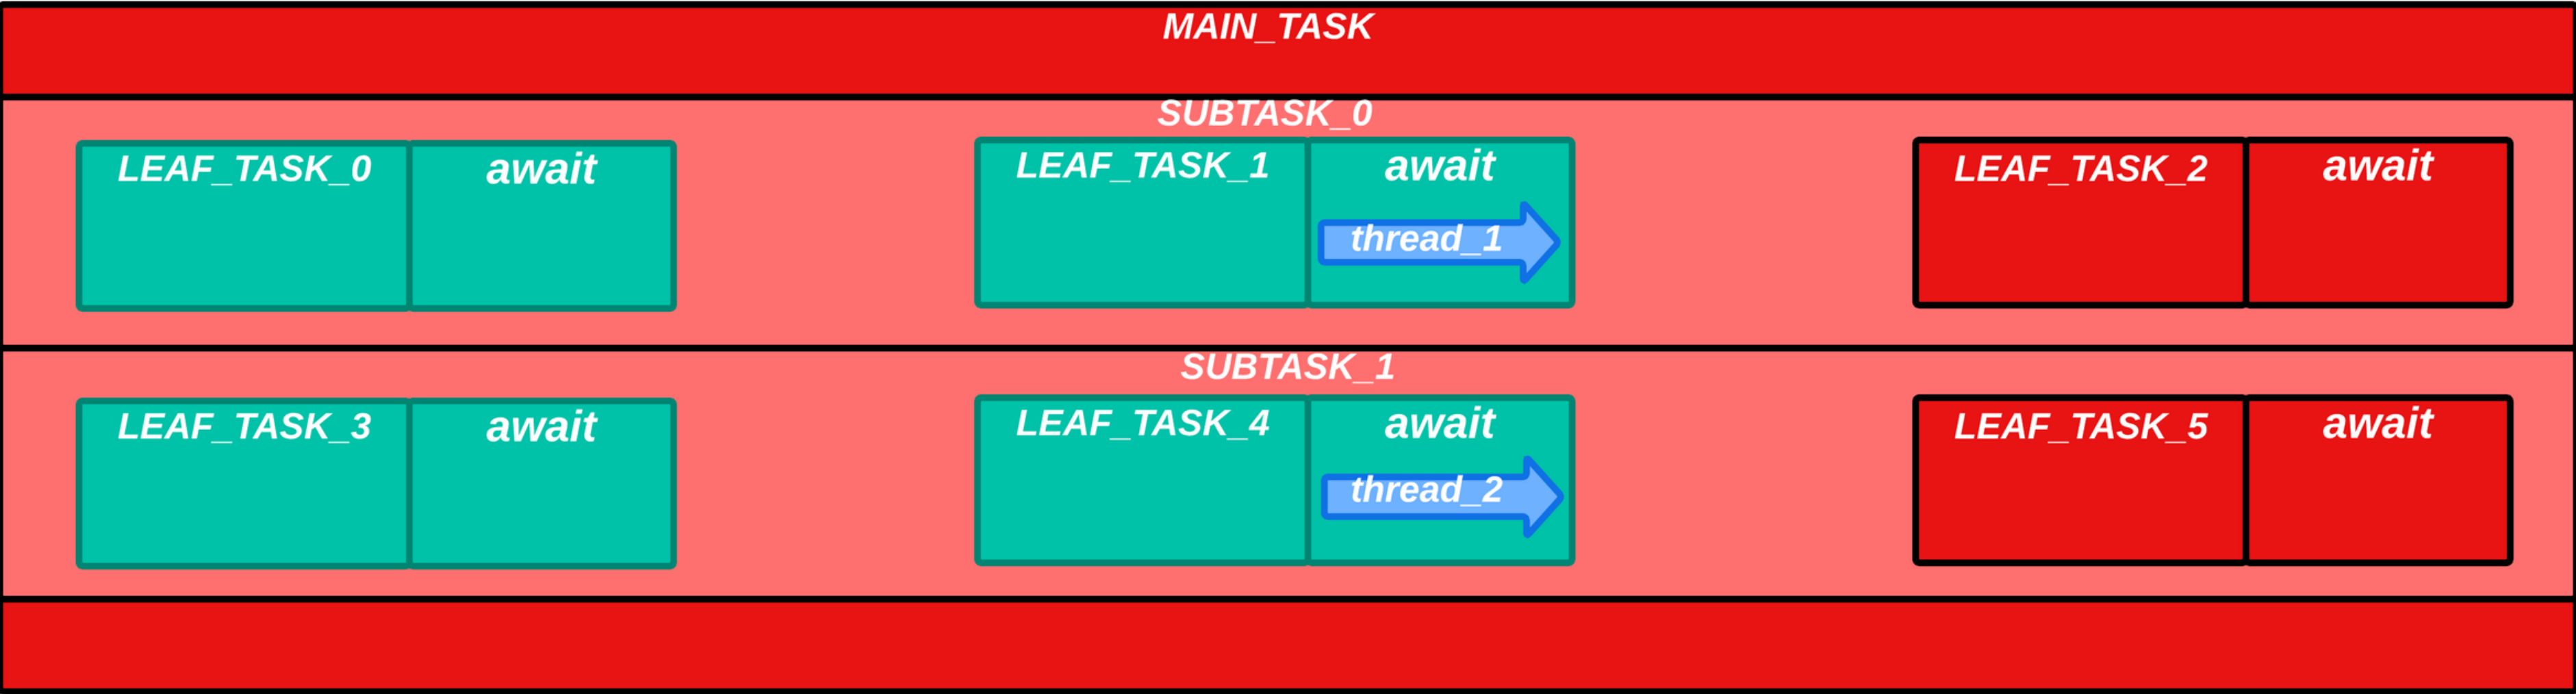 MAIN_TASK
SUBTASK_0
LEAF_TASK_0 await
LEAF_TASK_1 await
thread_1
LEAF_TASK_2 await
SUBTASK_1
LEAF_TASK_3 await
LEAF_TASK_4 await
thread_2
LEAF_TASK_5 await